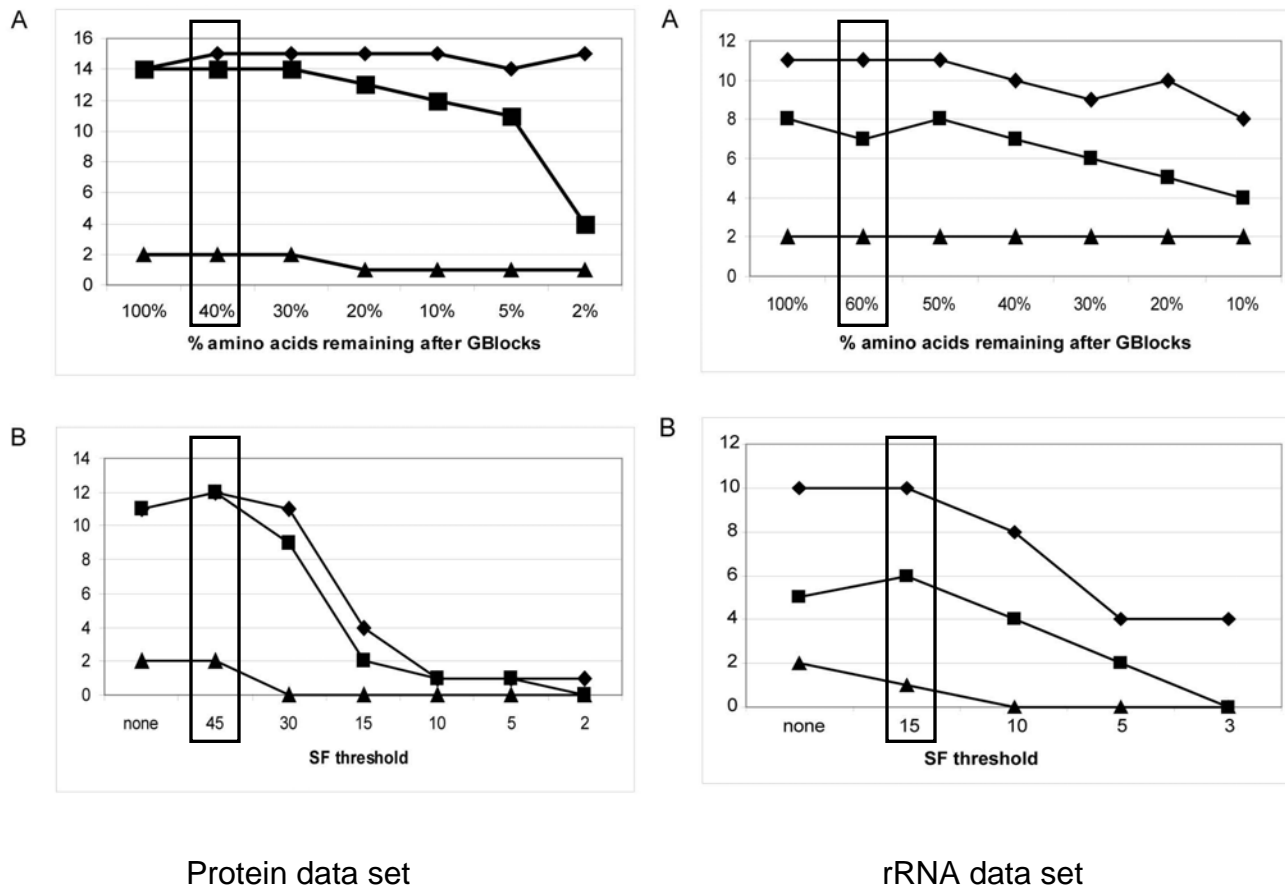 A
16
14
12
10
8
6
4
2
0
100% 40% 30% 20% 10% 5% 2%
% amino acids remaining after GBlocks
A
12
10
8
6
4
2
0
100% 60% 50% 40% 30% 20% 10%
% amino acids remaining after GBlocks
B
14
12
10
8
6
4
2
0
none 45 30 15 10 5 2
SF threshold
B
12
10
8
6
4
2
0
none 15 10 5 3
SF threshold
Protein data set
rRNA data set